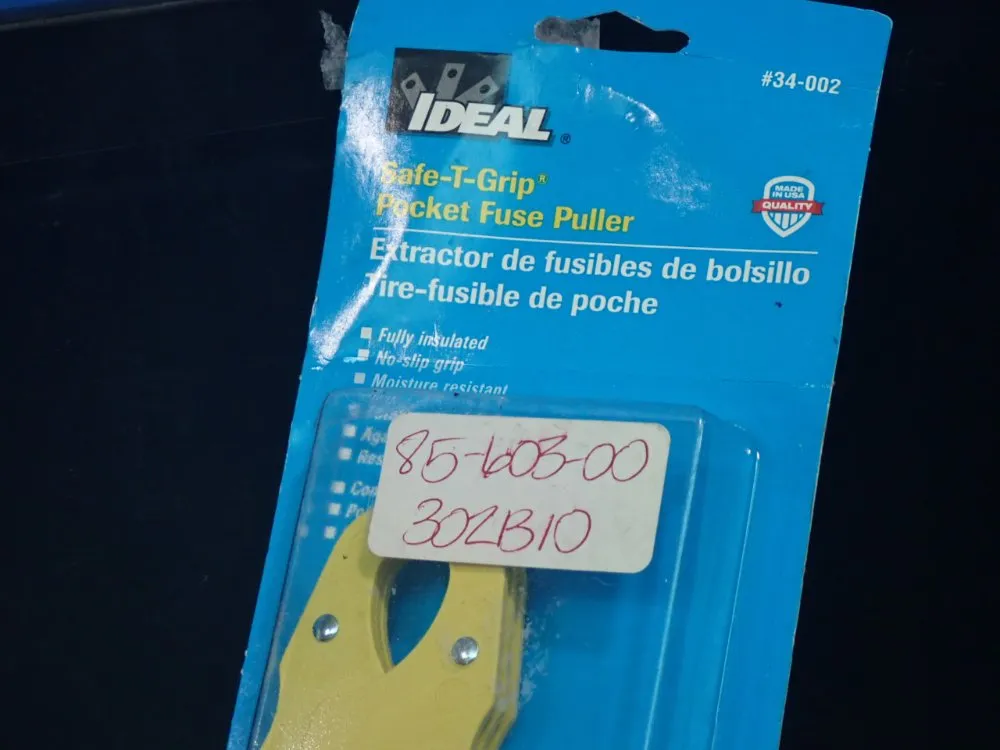 #34-002
IDEAL®
Safe-T-Grip®
Pocket Fuse Puller
MADE
IN USA
QUALITY
Extractor de fusibles de bolsillo
Tire-fusible de poche
Fully insulated
No-slip grip
Moisture resistant
85-603-00
302B10